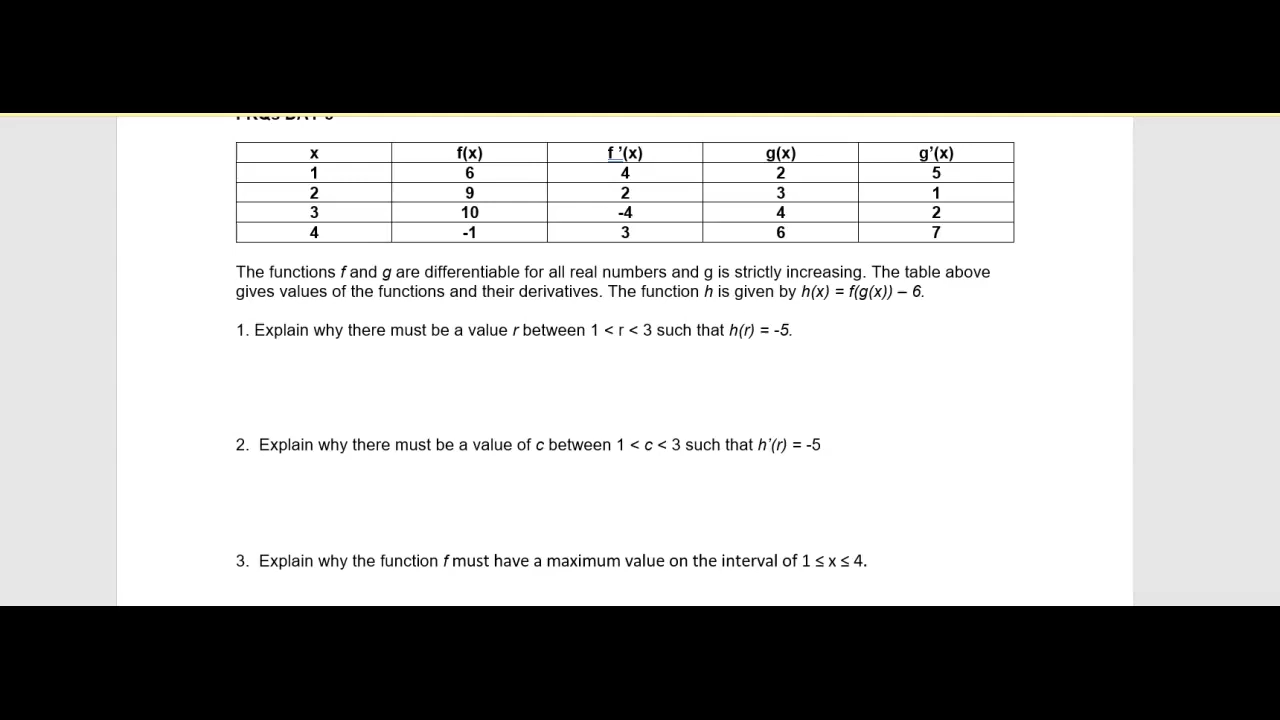 x f(x) f ’(x) g(x) g’(x)
1 6 4 2 5
2 9 2 3 1
3 10 -4 4 2
4 -1 3 6 7
The functions f and g are differentiable for all real numbers and g is strictly increasing. The table above
gives values of the functions and their derivatives. The function h is given by h(x) = f(g(x)) – 6.
1. Explain why there must be a value r between 1 < r < 3 such that h(r) = -5.
2. Explain why there must be a value of c between 1 < c < 3 such that h’(r) = -5
3. Explain why the function f must have a maximum value on the interval of 1 ≤ x ≤ 4.